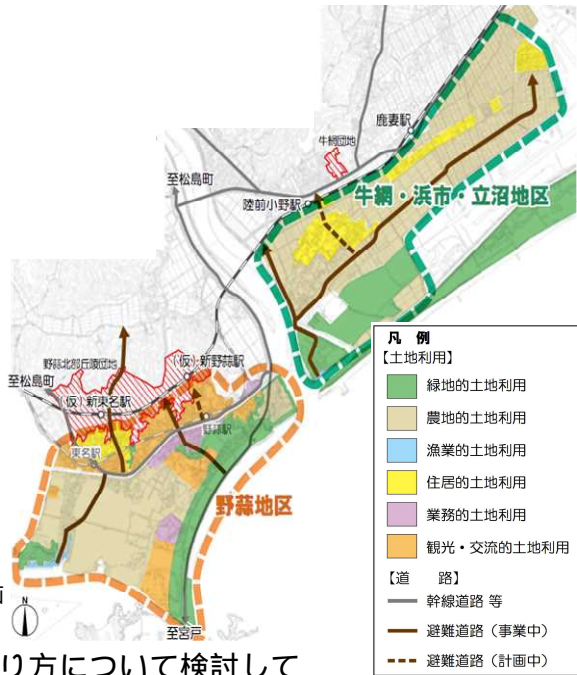 鹿妻駅
牛網団地
至松島町
陸前小野駅
牛網・浜市・立沼地区
野蒜北部丘陵団地
(仮)新野蒜駅
至松島町
(仮)新東名駅
野蒜駅
東名駅
野蒜地区
N
至宮戸
凡 例
【土地利用】
緑地的土地利用
農地的土地利用
漁業的土地利用
住居的土地利用
業務的土地利用
観光・交流的土地利用
【道 路】
幹線道路 等
避難道路（事業中）
避難道路（計画中）
り方について検討して